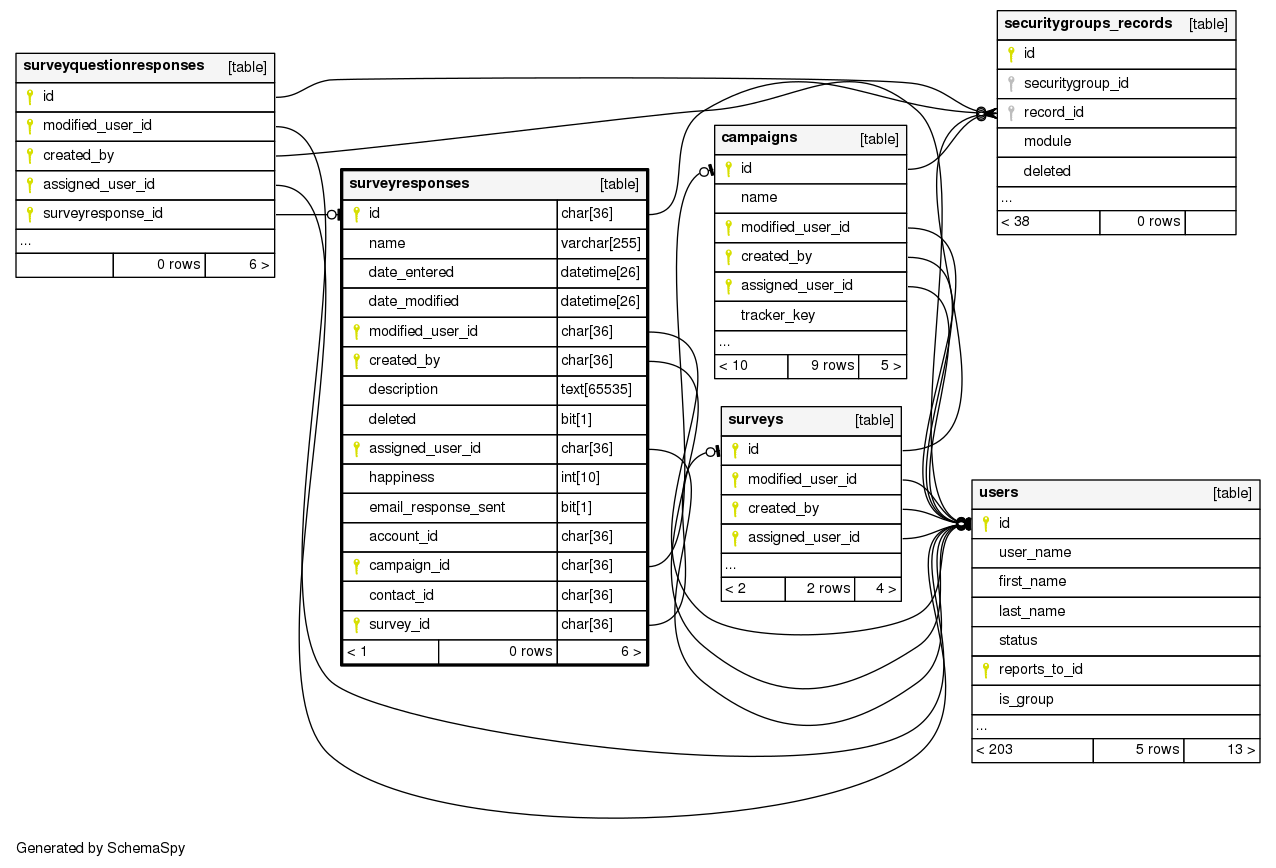 surveyquestionresponses [table]
id
modified_user_id
created_by
assigned_user_id
surveyresponse_id
...
0 rows 6 >
surveyresponses [table]
id char[36]
name varchar[255]
date_entered datetime[26]
date_modified datetime[26]
modified_user_id char[36]
created_by char[36]
description text[65535]
deleted bit[1]
assigned_user_id char[36]
happiness int[10]
email_response_sent bit[1]
account_id char[36]
campaign_id char[36]
contact_id char[36]
survey_id char[36]
< 1 0 rows 6 >
campaigns [table]
id
name
modified_user_id
created_by
assigned_user_id
tracker_key
...
< 10 9 rows 5 >
surveys [table]
id
modified_user_id
created_by
assigned_user_id
...
< 2 2 rows 4 >
securitygroups_records [table]
id
securitygroup_id
record_id
module
deleted
...
< 38 0 rows
users [table]
id
user_name
first_name
last_name
status
reports_to_id
is_group
...
< 203 5 rows 13 >
Generated by SchemaSpy